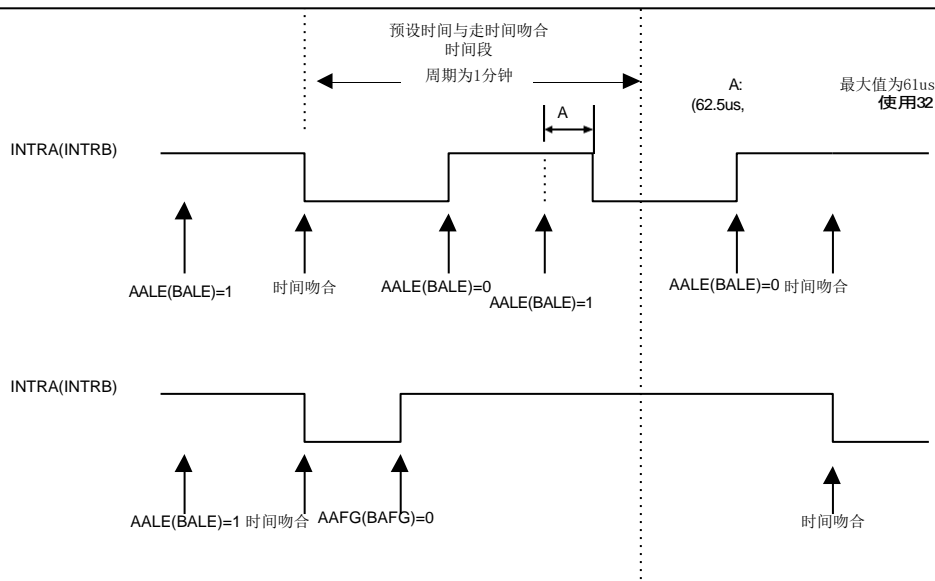 预设时间与走时间吻合
时间段
周期为1分钟
A: 最大值为61us
(62.5us, 使用32
A
INTRA(INTRB)
AALE(BALE)=1 时间吻合 AALE(BALE)=0 AALE(BALE)=1 AALE(BALE)=0 时间吻合
INTRA(INTRB)
AALE(BALE)=1 时间吻合 AAFG(BAFG)=0 时间吻合